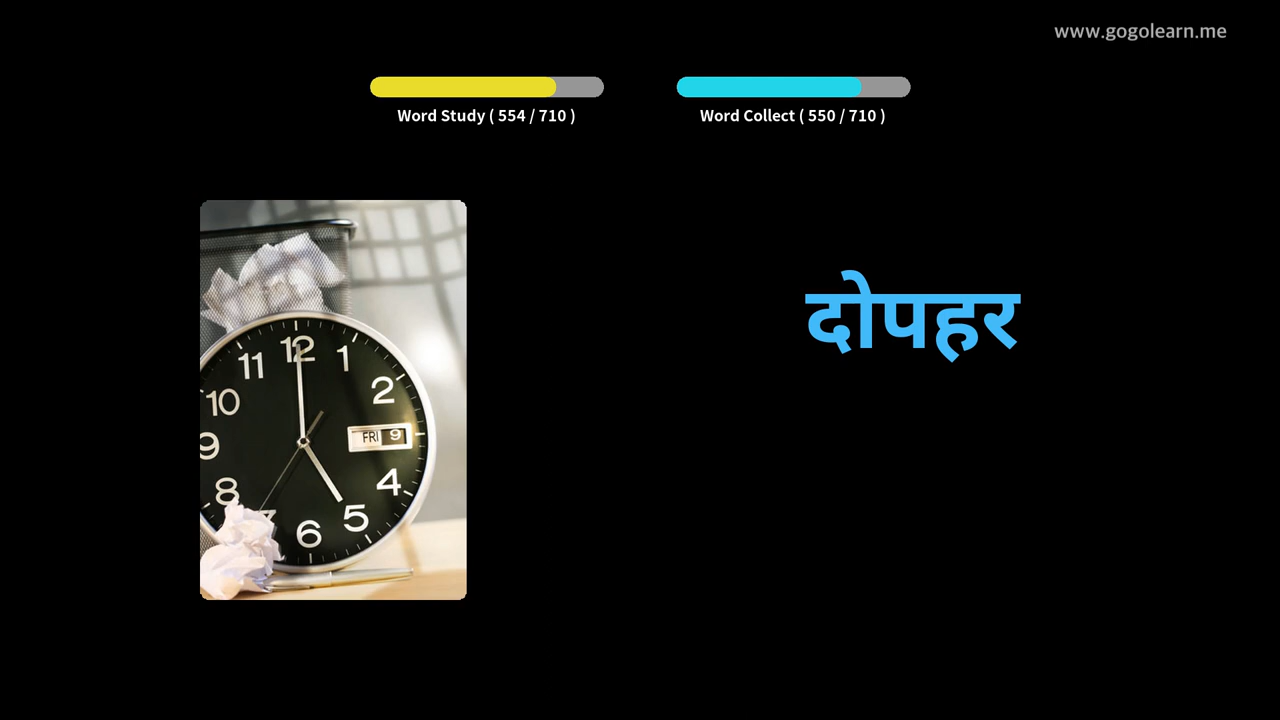 www.gogolearn.me
Word Study ( 554 / 710 )
Word Collect ( 550 / 710 )
दोपहर
12
11
1
10
2
9
FRI 9
8
4
7
5
6